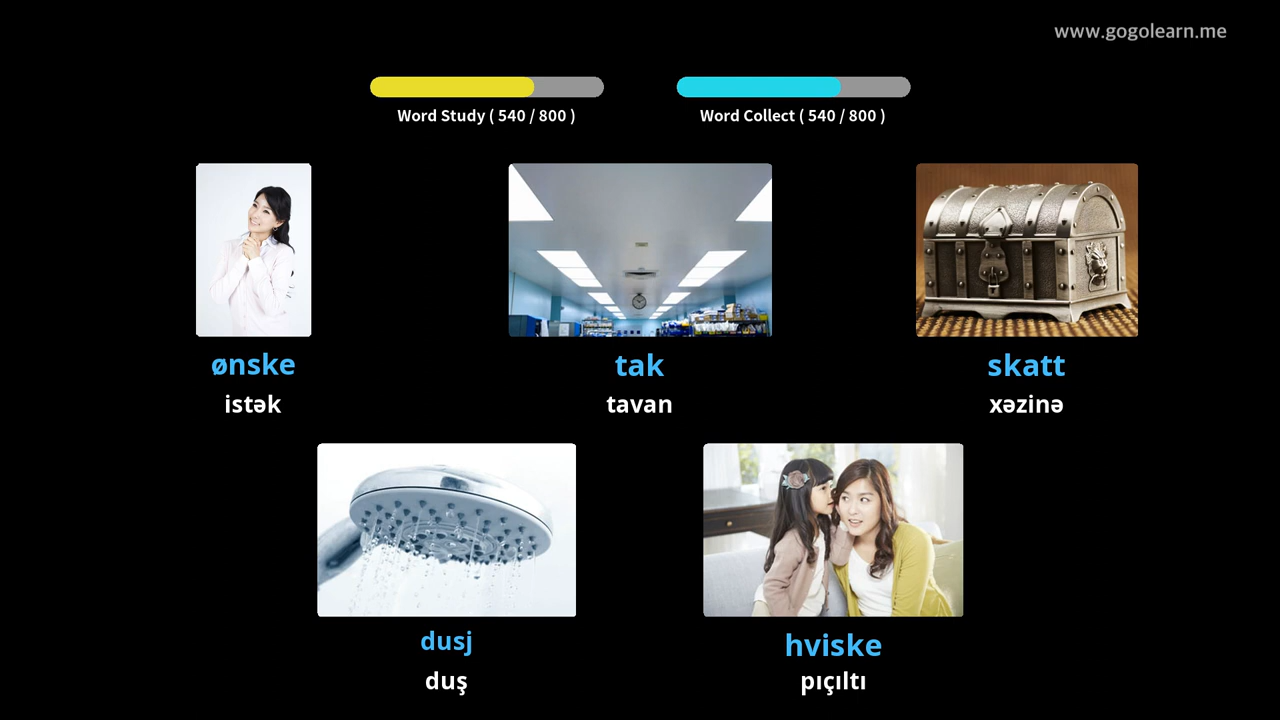 www.gogolearn.me
Word Study ( 540 / 800 )
Word Collect ( 540 / 800 )
ønske
istək
tak
tavan
skatt
xəzinə
dusj
duş
hviske
pıçıltı